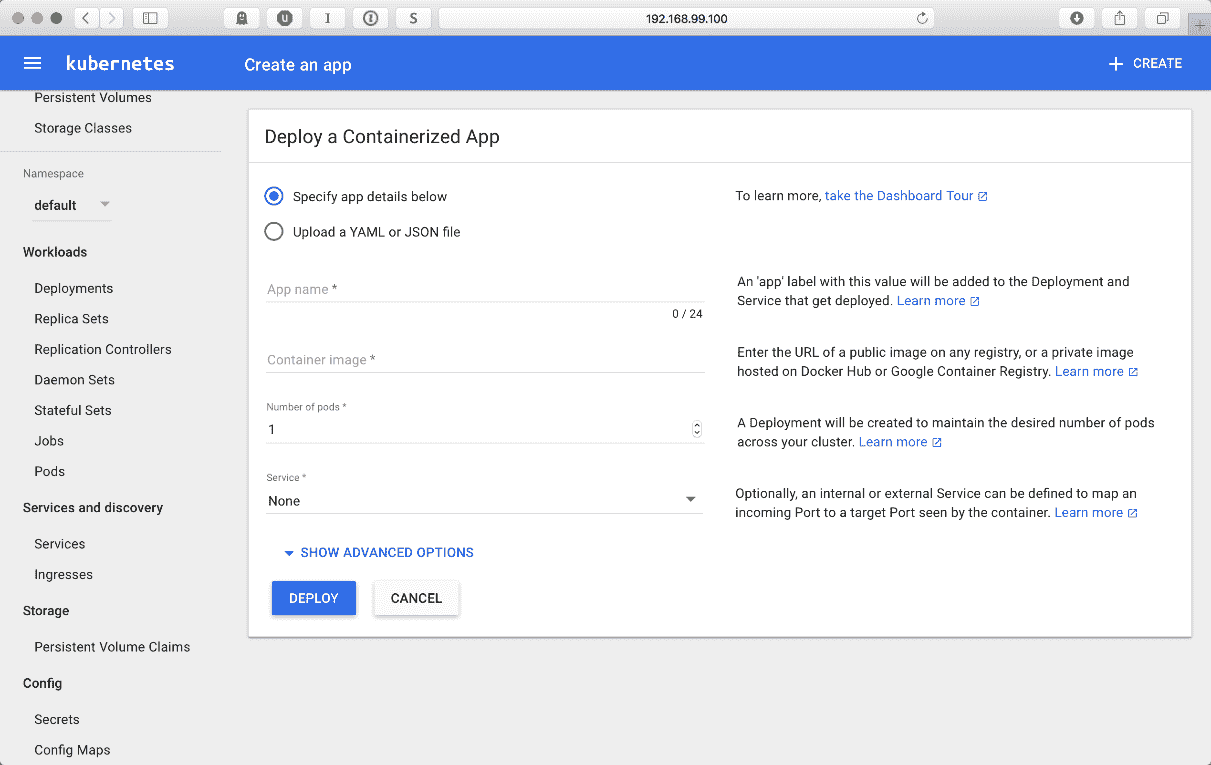 192.168.99.100
kubernetes
Create an app
CREATE
Persistent Volumes
Storage Classes
Namespace
default
Workloads
Deployments
Replica Sets
Replication Controllers
Daemon Sets
Stateful Sets
Jobs
Pods
Services and discovery
Services
Ingresses
Storage
Persistent Volume Claims
Config
Secrets
Config Maps
Deploy a Containerized App
Specify app details below
Upload a YAML or JSON file
To learn more, take the Dashboard Tour
App name *
0 / 24
An 'app' label with this value will be added to the Deployment and
Service that get deployed. Learn more
Container image *
Enter the URL of a public image on any registry, or a private image
hosted on Docker Hub or Google Container Registry. Learn more
Number of pods *
1
A Deployment will be created to maintain the desired number of pods
across your cluster. Learn more
Service *
None
Optionally, an internal or external Service can be defined to map an
incoming Port to a target Port seen by the container. Learn more
SHOW ADVANCED OPTIONS
DEPLOY
CANCEL